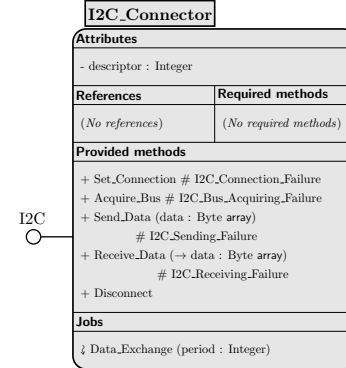 I2C_Connector
Attributes
- descriptor : Integer
References
Required methods
(No references)
(No required methods)
Provided methods
+ Set_Connection # I2C_Connection_Failure
+ Acquire_Bus # I2C_Bus_Acquiring_Failure
+ Send_Data (data : Byte array)
# I2C_Sending_Failure
+ Receive_Data (→ data : Byte array)
# I2C_Receiving_Failure
+ Disconnect
I2C
Jobs
⚡ Data_Exchange (period : Integer)